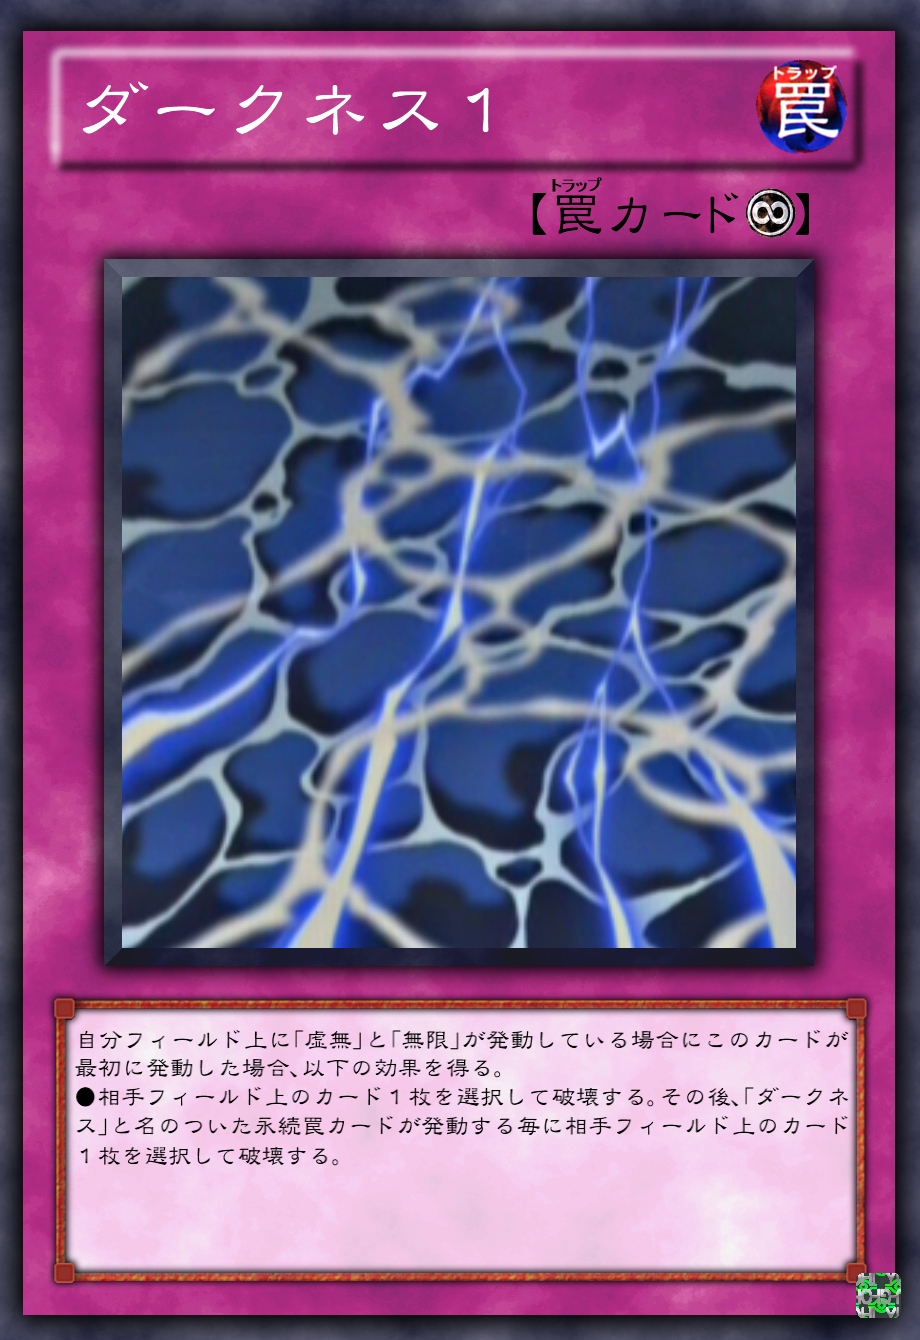 ダークネス１
トラップ
罠
トラップ
【罠カード∞】
自分フィールド上に「虚無」と「無限」が発動している場合にこのカードが
最初に発動した場合、以下の効果を得る。
●相手フィールド上のカード１枚を選択して破壊する。その後、「ダークネ
ス」と名のついた永続罠カードが発動する毎に相手フィールド上のカード
１枚を選択して破壊する。